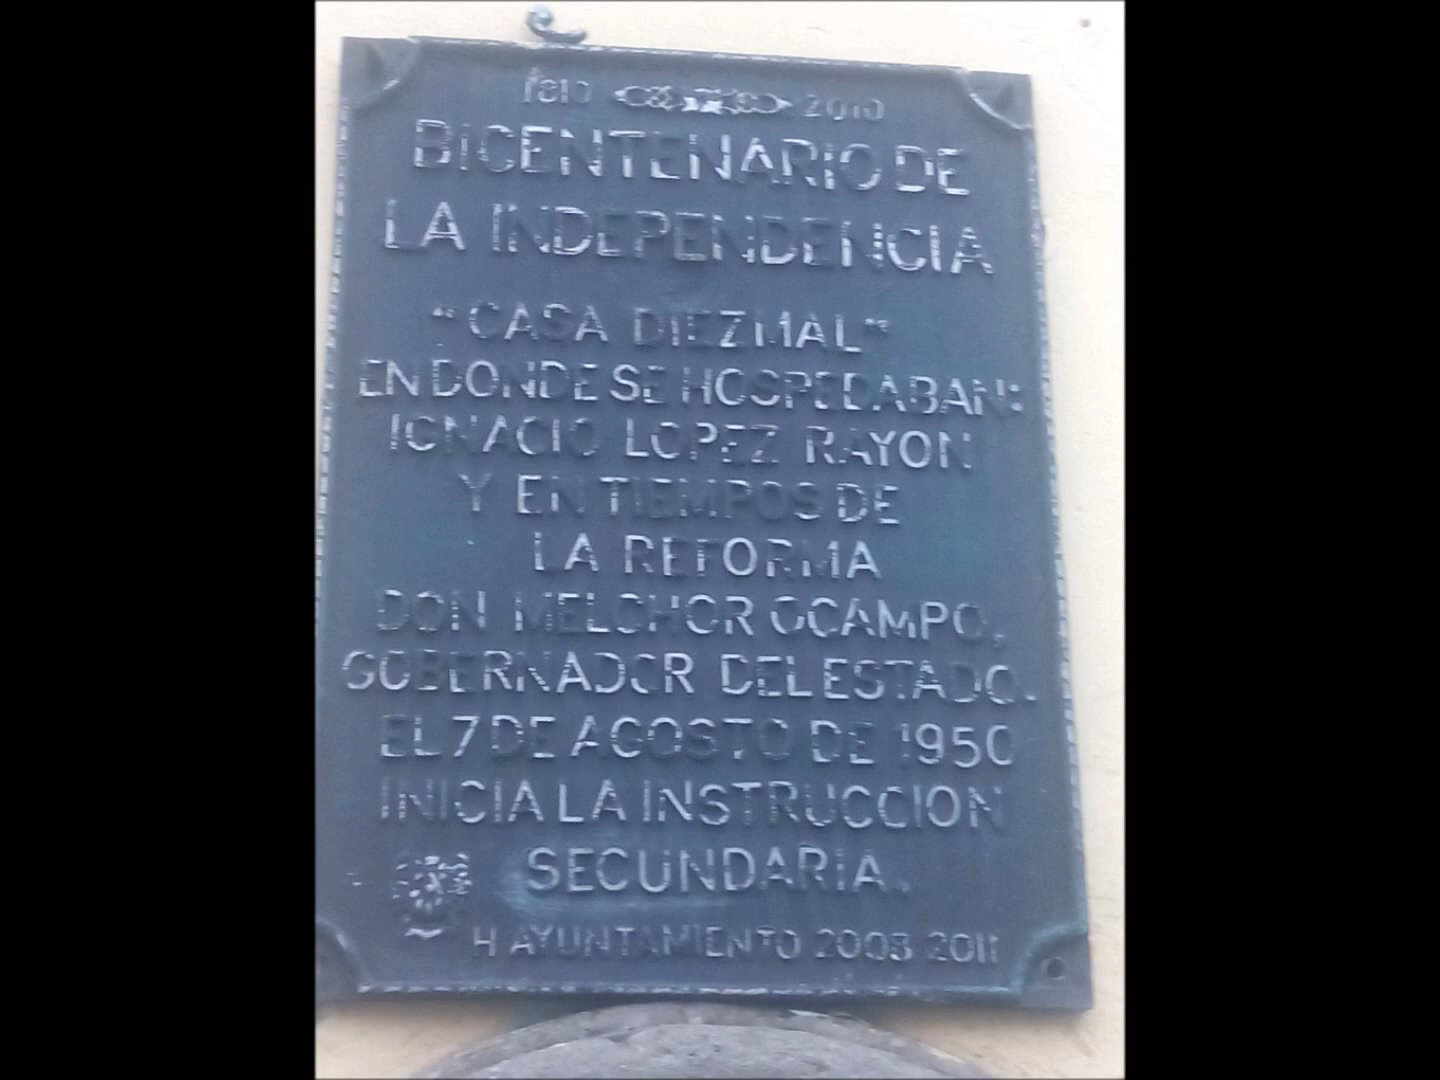 1810 2010
BICENTENARIO DE
LA INDEPENDENCIA
"CASA DIEZMAL"
EN DONDE SE HOSPEDABAN:
IGNACIO LOPEZ RAYON
Y EN TIEMPOS DE
LA REFORMA
DON MELCHOR OCAMPO,
GOBERNADOR DEL ESTADO.
EL 7 DE AGOSTO DE 1950
INICIA LA INSTRUCCION
SECUNDARIA.
H AYUNTAMIENTO 2008 2011